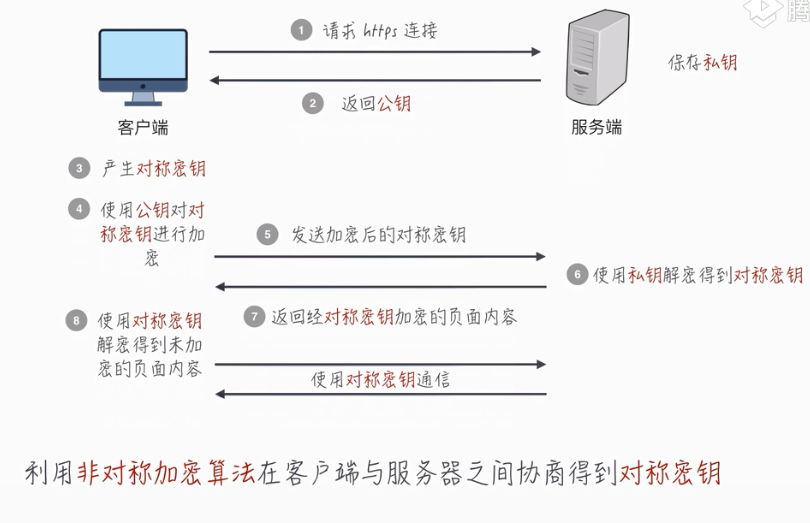 1 请求 https 连接
保存私钥
2 返回公钥
客户端
服务端
3 产生对称密钥
4 使用公钥对对
称密钥进行加
密
5 发送加密后的对称密钥
6 使用私钥解密得到对称密钥
7 返回经对称密钥加密的页面内容
8 使用对称密钥
解密得到未加
密的页面内容
使用对称密钥通信
利用非对称加密算法在客户端与服务器之间协商得到对称密钥
腾